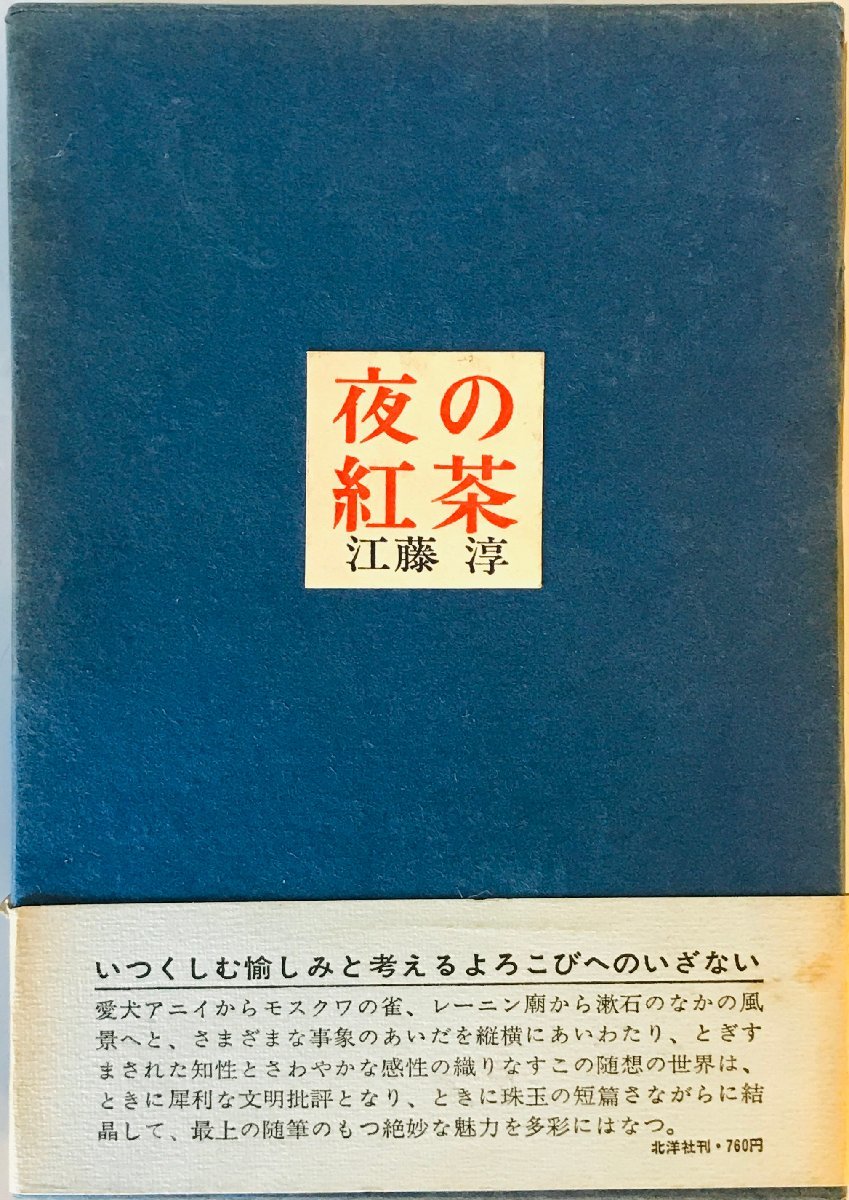 夜の
紅茶
江藤 淳
いつくしむ愉しみと考えるよろこびへのいざない
愛犬アニイからモスクワの雀、レーニン廟から漱石のなかの風
景へと、さまざまな事象のあいだを縦横にあいわたり、とぎす
まされた知性とさわやかな感性の織りなすこの随想の世界は、
ときに犀利な文明批評となり、ときに珠玉の短篇さながらに結
晶して、最上の随筆のもつ絶妙な魅力を多彩にはなつ。
北洋社刊・760円